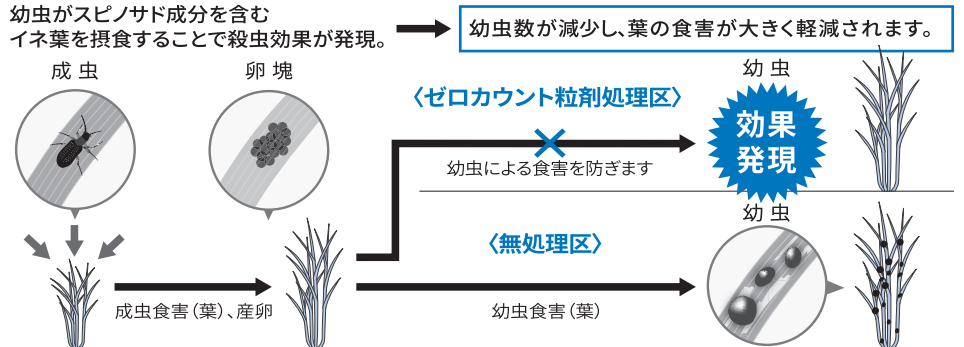 幼虫がスピノサド成分を含む
イネ葉を摂食することで殺虫効果が発現。
幼虫数が減少し、葉の食害が大きく軽減されます。
成虫
卵塊
〈ゼロカウント粒剤処理区〉
幼虫
効果
発現
幼虫による食害を防ぎます
〈無処理区〉
幼虫
成虫食害（葉）、産卵
幼虫食害（葉）